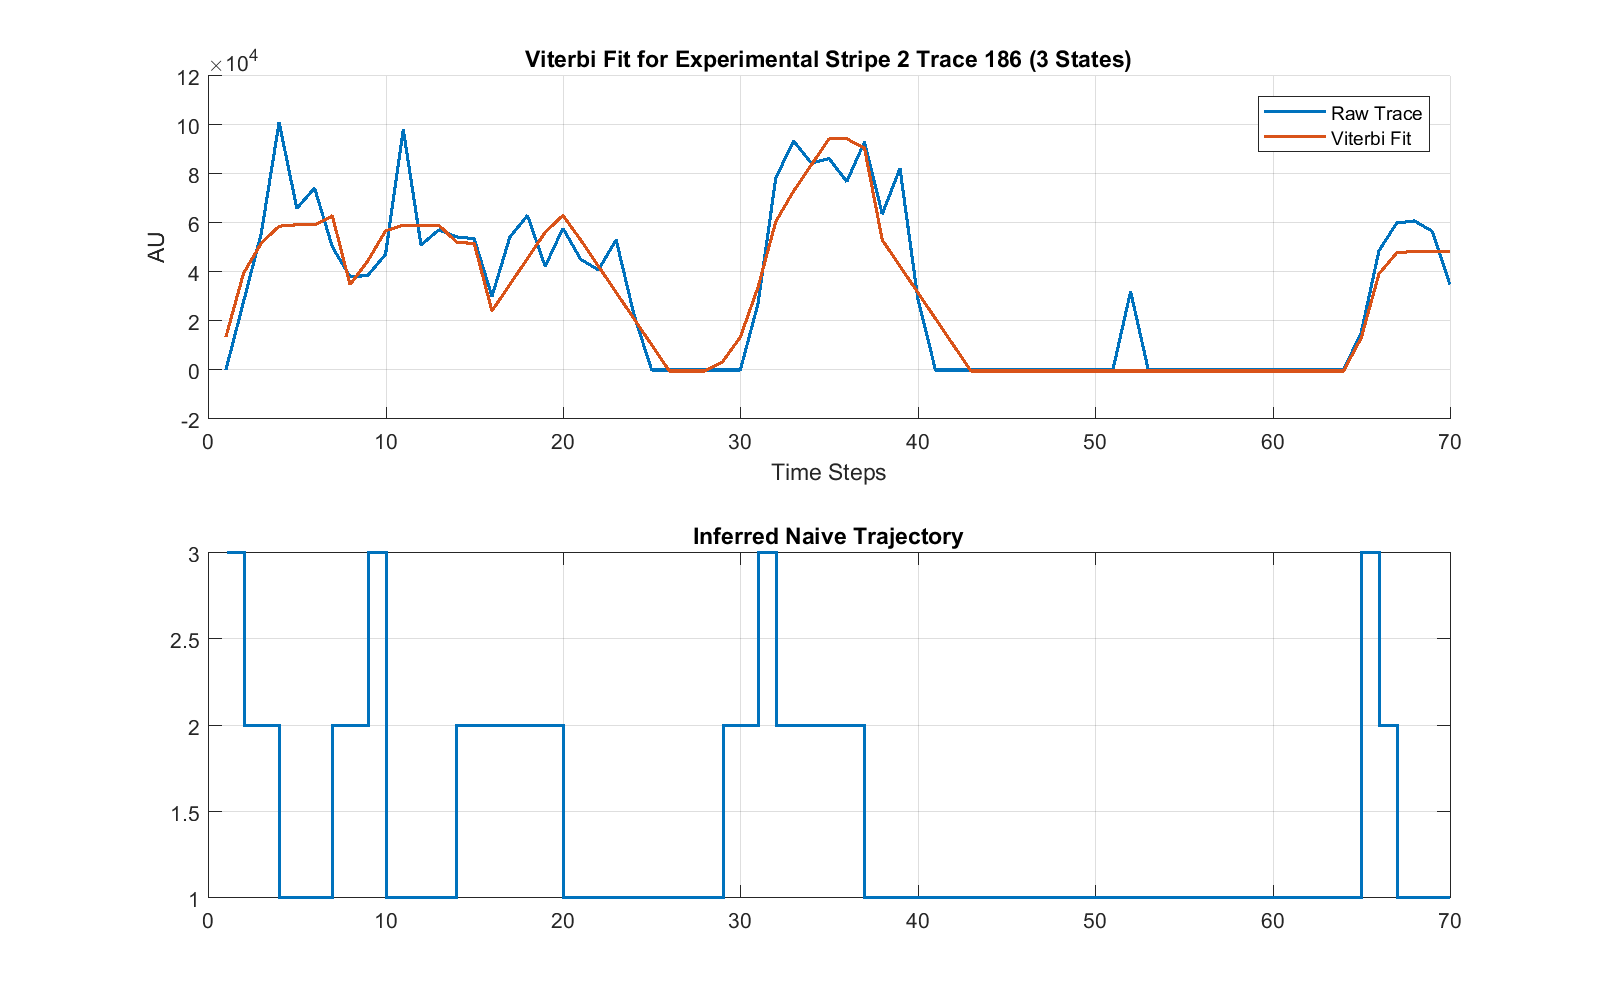 Viterbi Fit for Experimental Stripe 2 Trace 186 (3 States)
×10⁴
12
10
8
6
4
2
0
-2
AU
Raw Trace
Viterbi Fit
0 10 20 30 40 50 60 70
Time Steps
Inferred Naive Trajectory
3
2.5
2
1.5
1
0 10 20 30 40 50 60 70